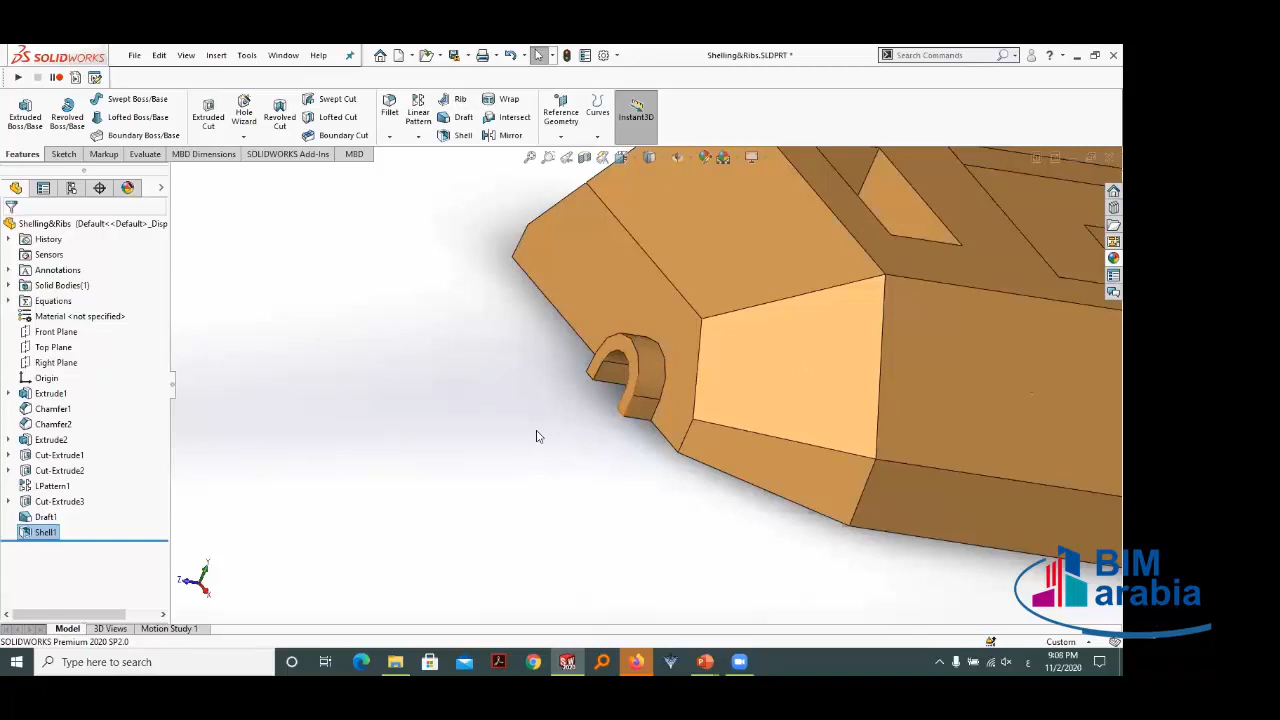 SOLIDWORKS File Edit View Insert Tools Window Help Shelling&Ribs.SLDPRT * Search Commands ?
Extruded Boss/Base
Revolved Boss/Base
Swept Boss/Base
Lofted Boss/Base
Boundary Boss/Base
Extruded Cut
Hole Wizard
Revolved Cut
Swept Cut
Lofted Cut
Boundary Cut
Fillet
Linear Pattern
Rib
Draft
Shell
Wrap
Intersect
Mirror
Reference Geometry
Curves
Instant3D
Features Sketch Markup Evaluate MBD Dimensions SOLIDWORKS Add-Ins MBD
Shelling&Ribs (Default<<Default>_Disp
History
Sensors
Annotations
Solid Bodies(1)
Equations
Material <not specified>
Front Plane
Top Plane
Right Plane
Origin
Extrude1
Chamfer1
Chamfer2
Extrude2
Cut-Extrude1
Cut-Extrude2
LPattern1
Cut-Extrude3
Draft1
Shell1
Y
Z
X
BIM
arabia
Model 3D Views Motion Study 1
SOLIDWORKS Premium 2020 SP2.0 Custom
Type here to search
SW
2020
ع
9:08 PM
11/2/2020